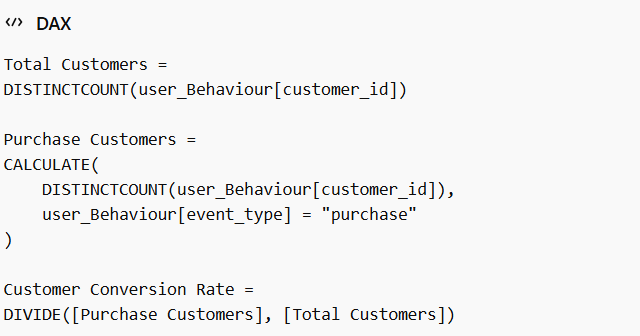 DAX
Total Customers =
DISTINCTCOUNT(user_Behaviour[customer_id])
Purchase Customers =
CALCULATE(
    DISTINCTCOUNT(user_Behaviour[customer_id]),
    user_Behaviour[event_type] = "purchase"
)
Customer Conversion Rate =
DIVIDE([Purchase Customers], [Total Customers])